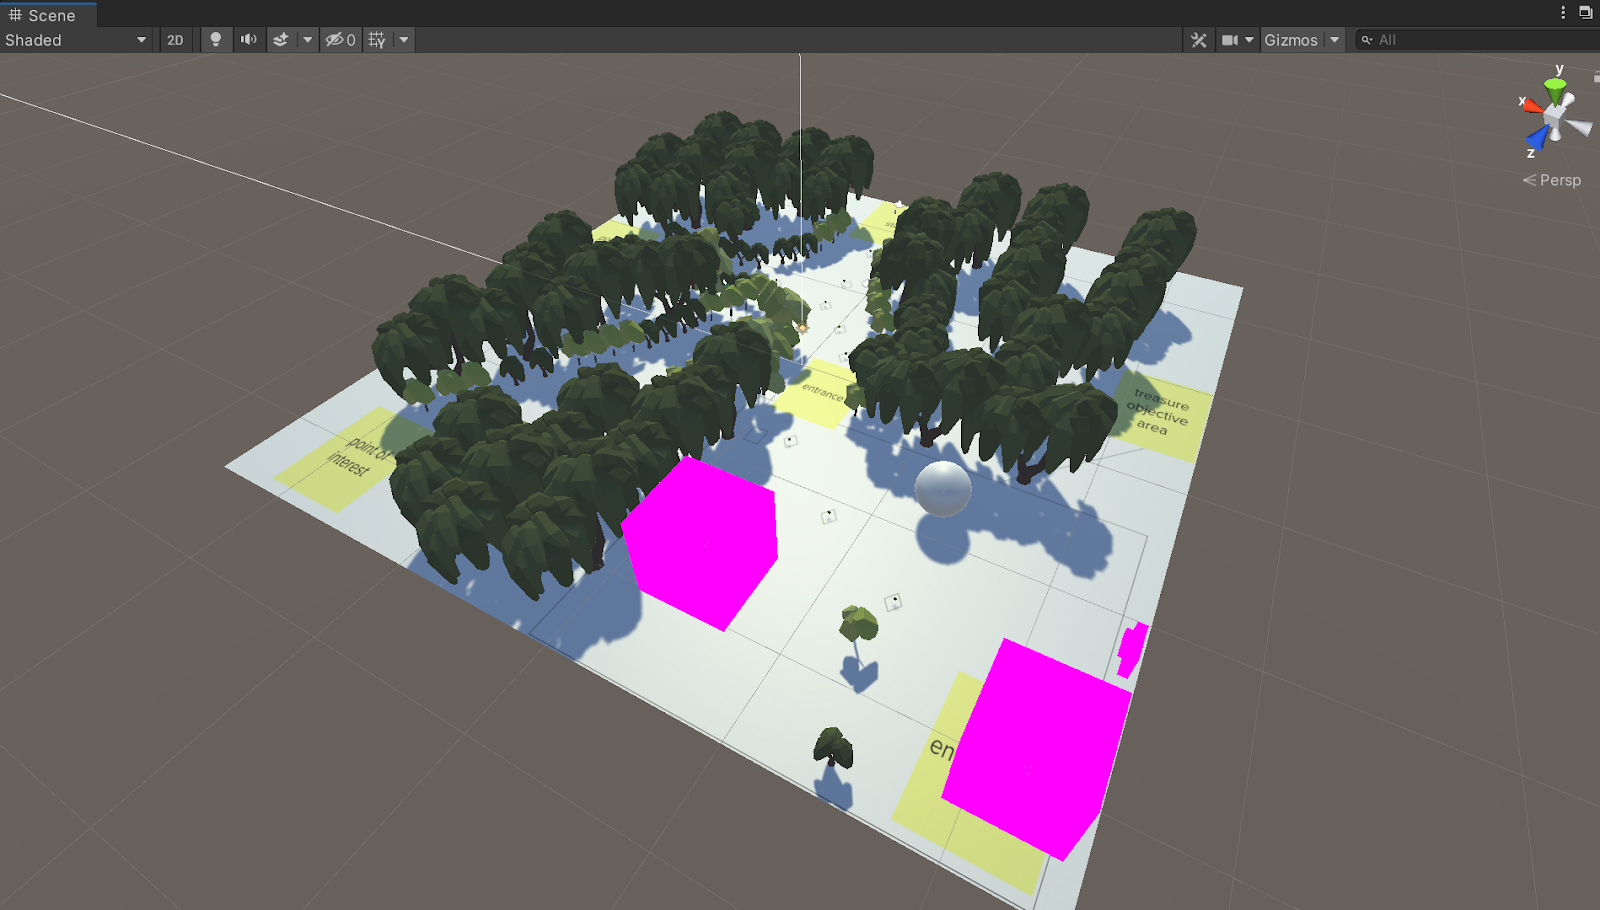 Scene
Shaded
2D
0
Gizmos
All
y
x
z
Persp
entrance
treasure
objective
area
point of
interest
en